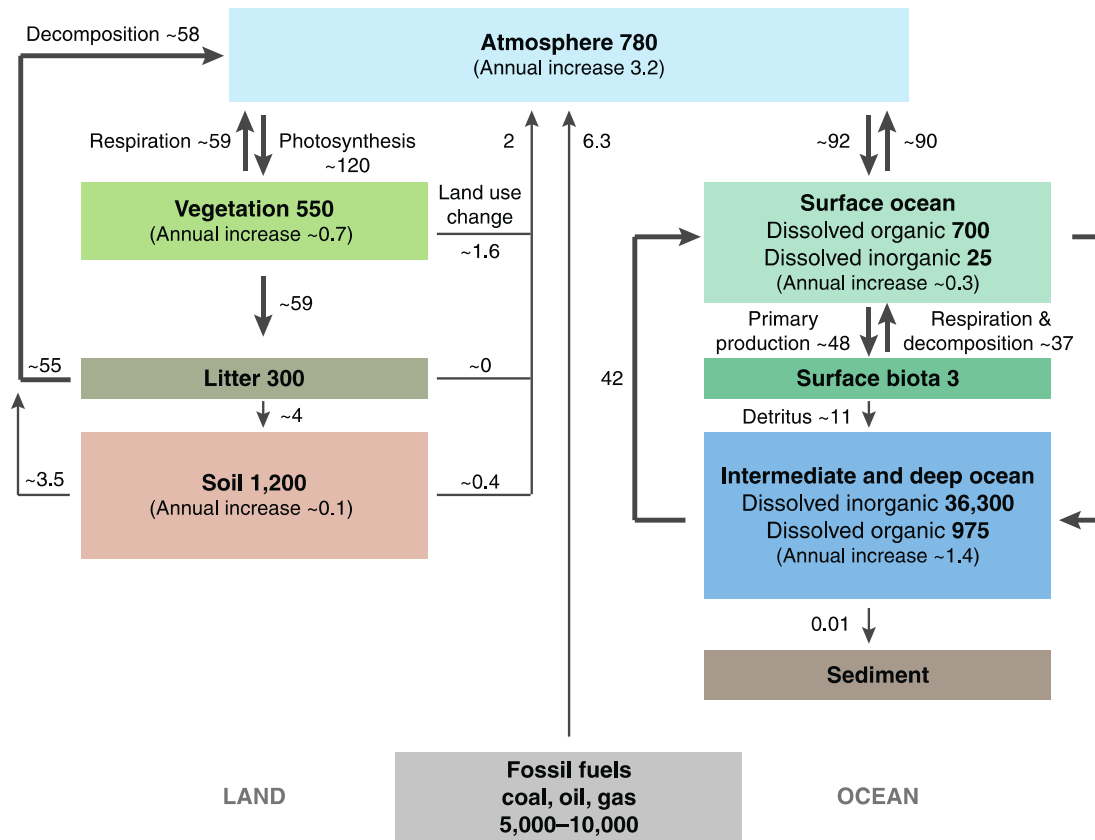 Decomposition ~58
Atmosphere 780
(Annual increase 3.2)
Respiration ~59
Photosynthesis
~120
2
6.3
~92
~90
Vegetation 550
(Annual increase ~0.7)
Land use
change
~1.6
Surface ocean
Dissolved organic 700
Dissolved inorganic 25
(Annual increase ~0.3)
~59
Primary
production ~48
Respiration &
decomposition ~37
~55
Litter 300
~0
42
Surface biota 3
~4
Detritus ~11
~3.5
Soil 1,200
(Annual increase ~0.1)
~0.4
Intermediate and deep ocean
Dissolved inorganic 36,300
Dissolved organic 975
(Annual increase ~1.4)
0.01
Sediment
Fossil fuels
coal, oil, gas
5,000–10,000
LAND
OCEAN